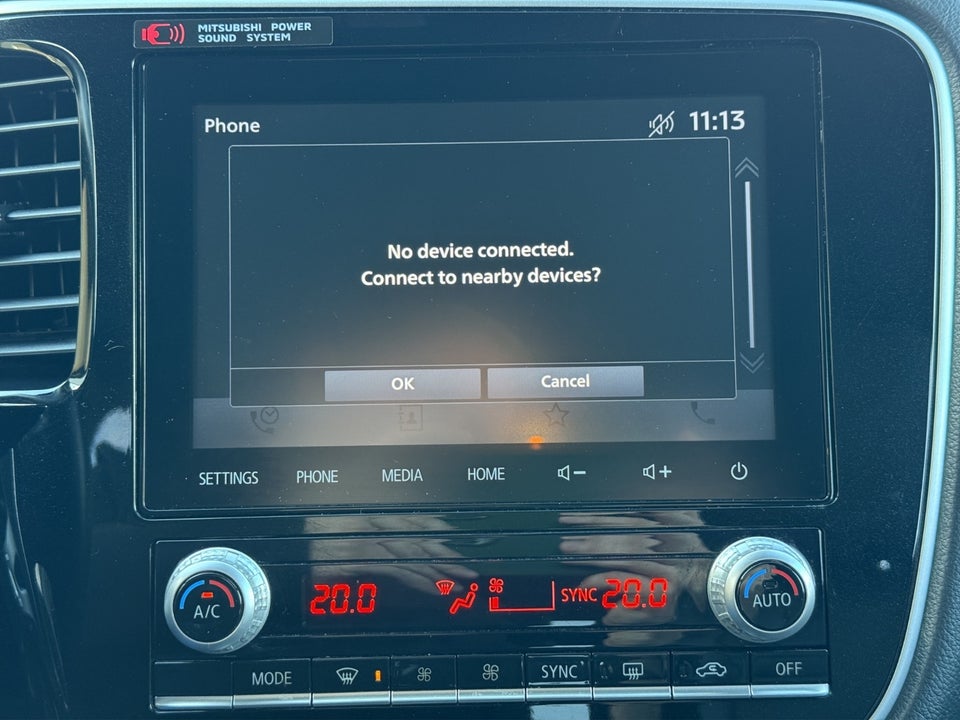 MITSUBISHI POWER
SOUND SYSTEM
Phone 11:13
No device connected.
Connect to nearby devices?
OK Cancel
SETTINGS PHONE MEDIA HOME - +
A/C 20.0 SYNC 20.0 AUTO
MODE SYNC OFF